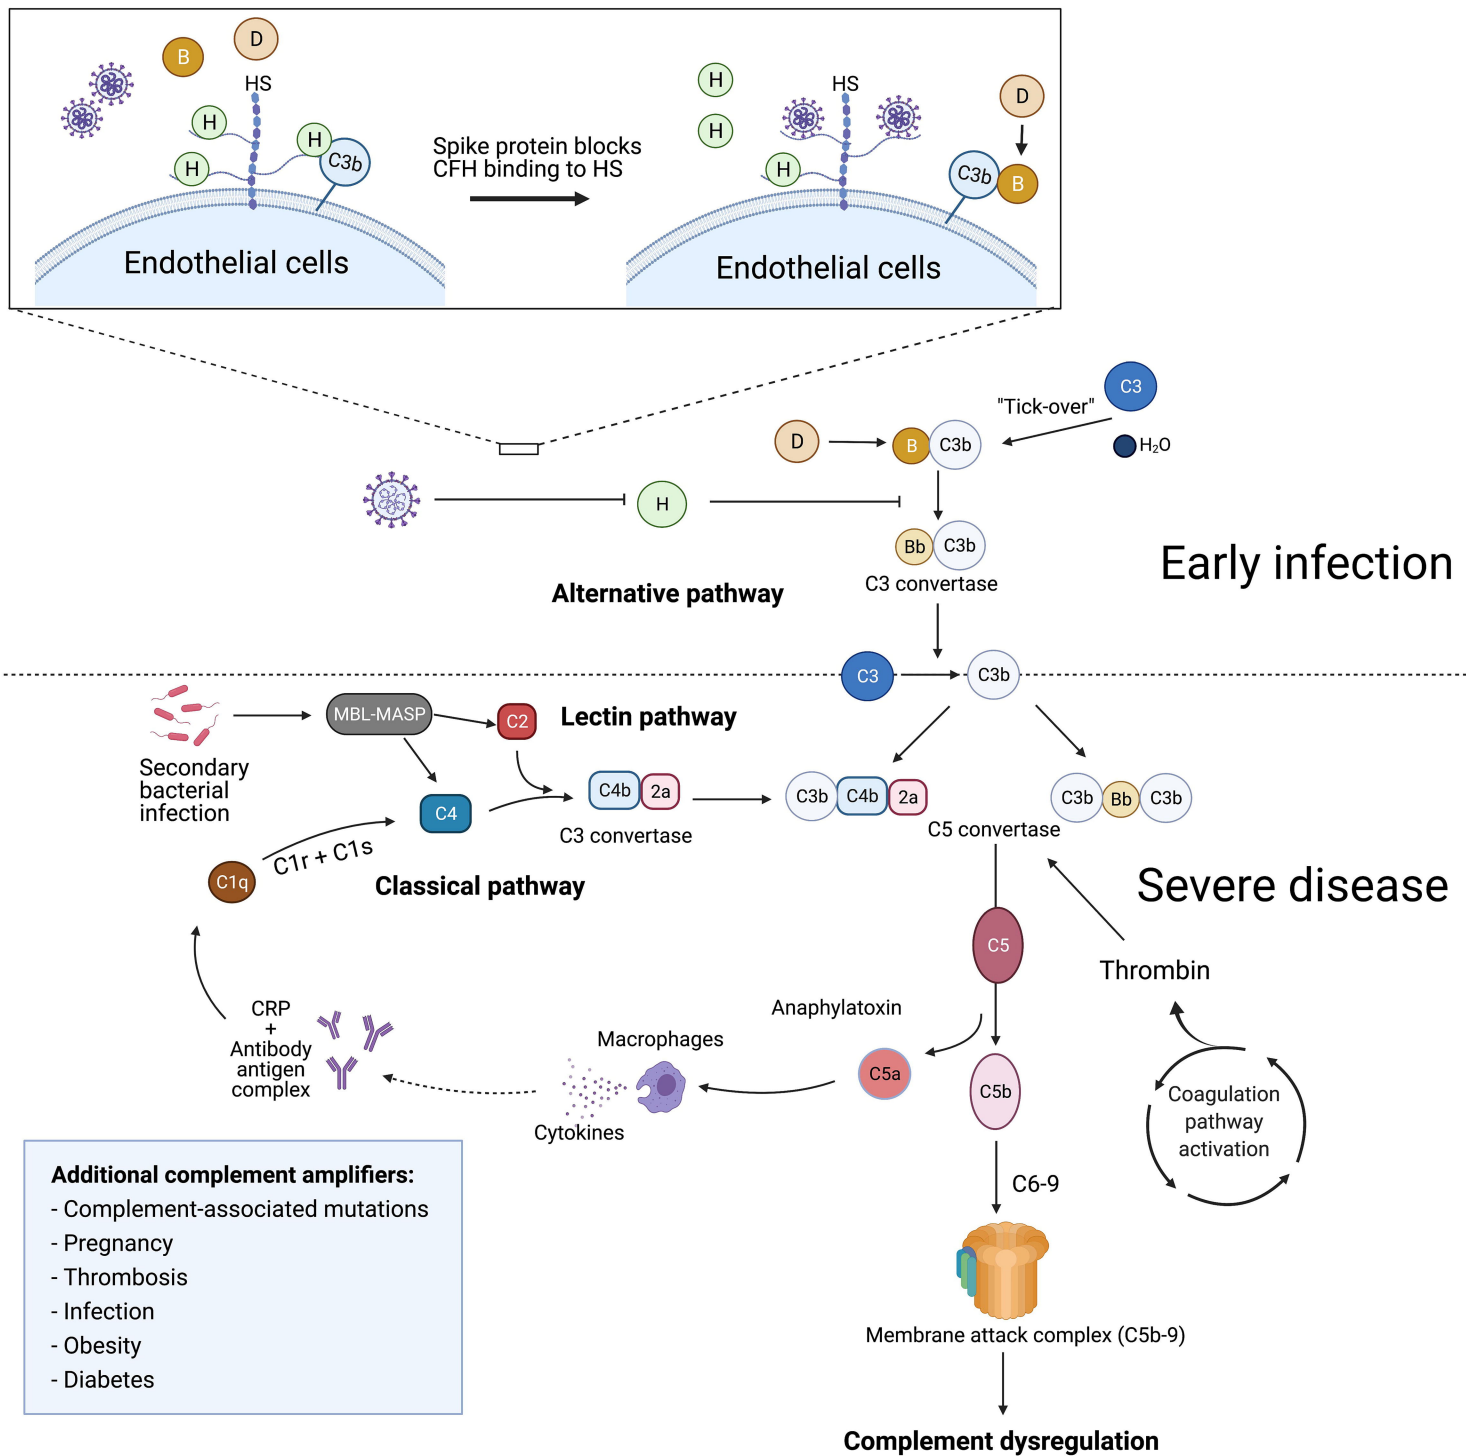 B
D
HS
H
H
C3b
H
Endothelial cells
Spike protein blocks
CFH binding to HS
H
HS
H
D
C3b
B
H
Endothelial cells
C3
"Tick-over"
H₂O
D
B
C3b
H
Bb
C3b
C3 convertase
Alternative pathway
Early infection
C3
C3b
MBL-MASP
C2
Lectin pathway
Secondary
bacterial
infection
C4
C4b
2a
C3 convertase
C3b
C4b
2a
C3b
Bb
C3b
C5 convertase
C1r + C1s
C1q
Classical pathway
Severe disease
C5
Thrombin
Anaphylatoxin
CRP
+
Antibody
antigen
complex
Macrophages
Cytokines
C5a
C5b
Coagulation
pathway
activation
C6-9
Membrane attack complex (C5b-9)
Complement dysregulation
Additional complement amplifiers:
- Complement-associated mutations
- Pregnancy
- Thrombosis
- Infection
- Obesity
- Diabetes